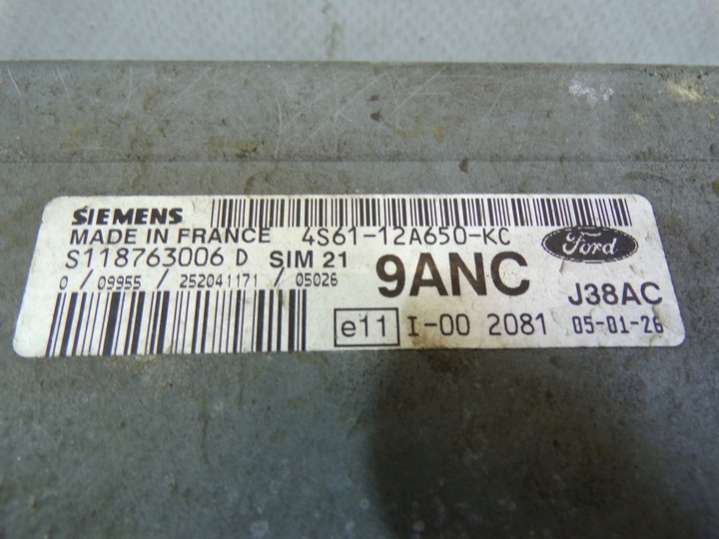 SIEMENS
MADE IN FRANCE 4S61-12A650-KC
Ford
S118763006 D SIM 21 9ANC J38AC
0 / 09955 / 252041171 / 05026
e11 I-00 2081 05-01-26